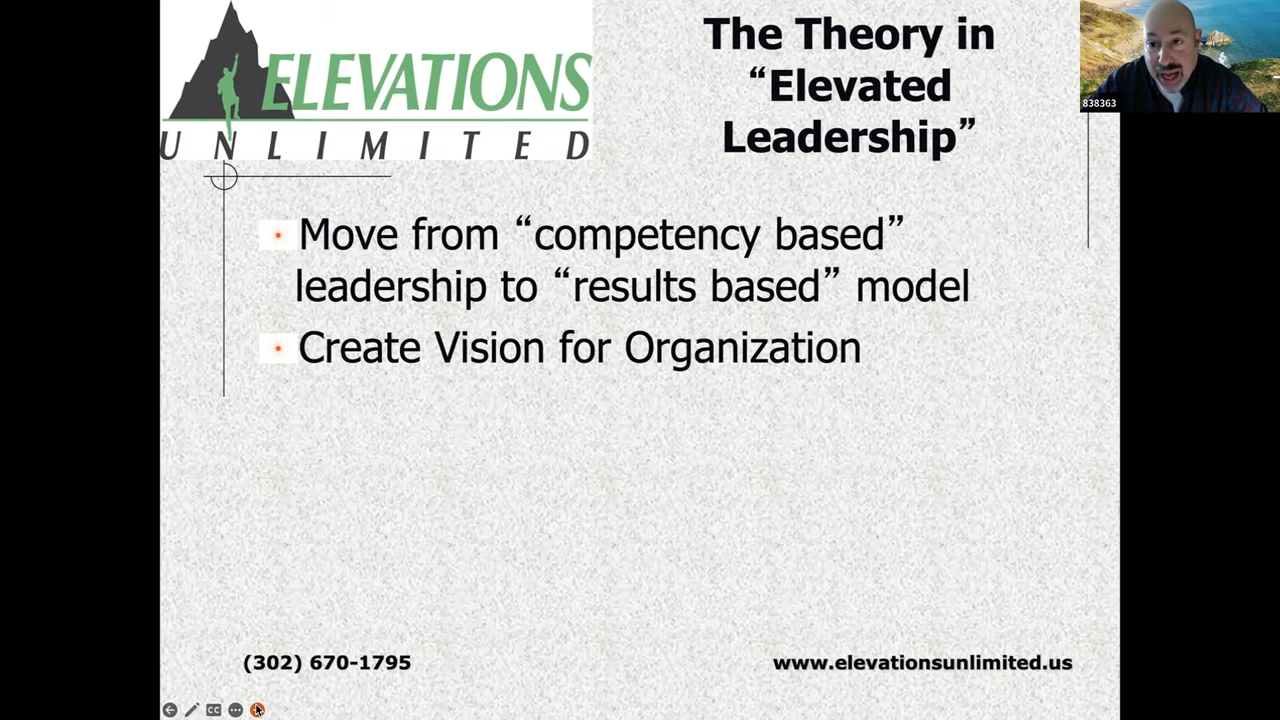 ELEVATIONS
UNLIMITED
The Theory in
“Elevated
Leadership”
838363
• Move from “competency based”
leadership to “results based” model
• Create Vision for Organization
(302) 670-1795
www.elevationsunlimited.us
CC